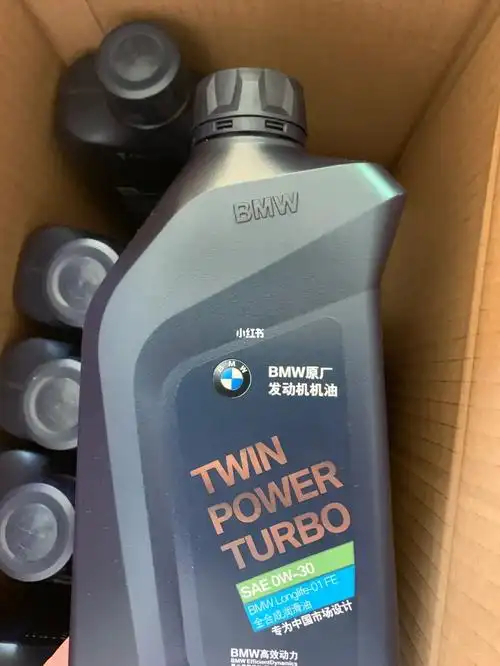 BMW
小红书
BMW
BMW原厂
发动机机油
TWIN
POWER
TURBO
SAE 0W-30
BMW Longlife-01 FE
全合成润滑油
专为中国市场设计
BMW高效动力
BMW EfficientDynamics